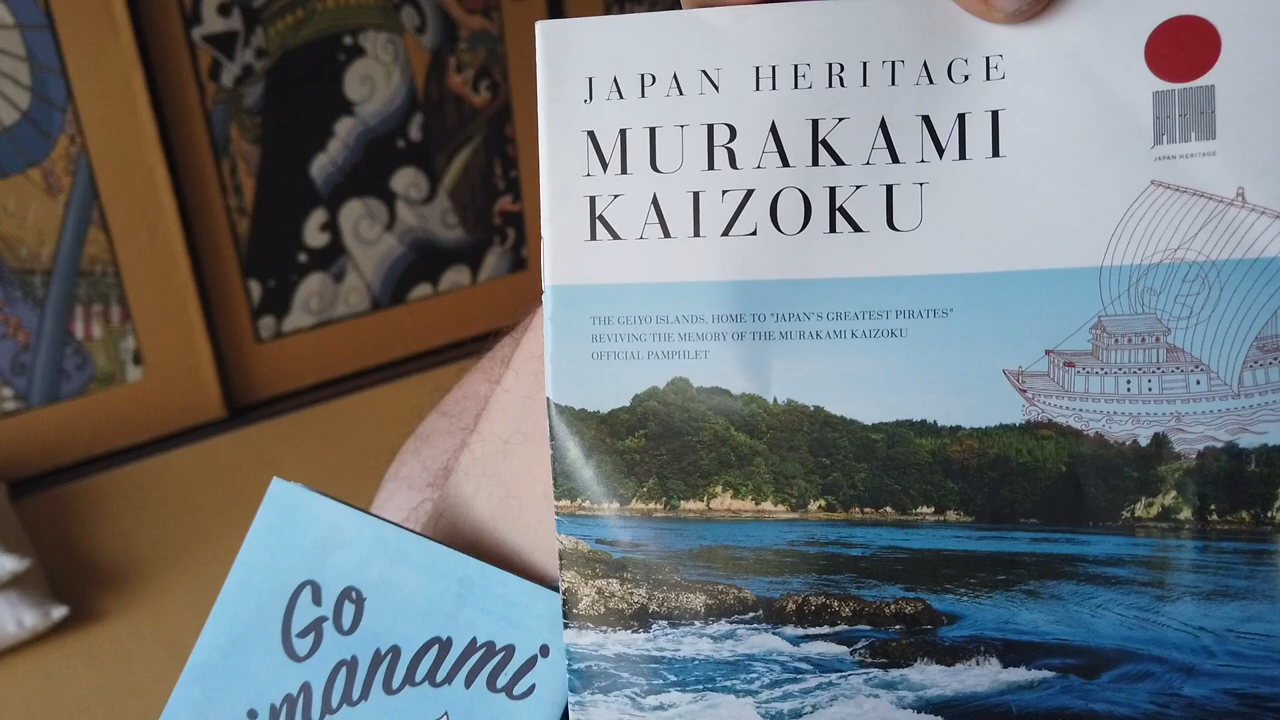 JAPAN HERITAGE
MURAKAMI
KAIZOKU
JAPAN HERITAGE
THE GEIYO ISLANDS, HOME TO "JAPAN'S GREATEST PIRATES"
REVIVING THE MEMORY OF THE MURAKAMI KAIZOKU
OFFICIAL PAMPHLET
Go
imanami